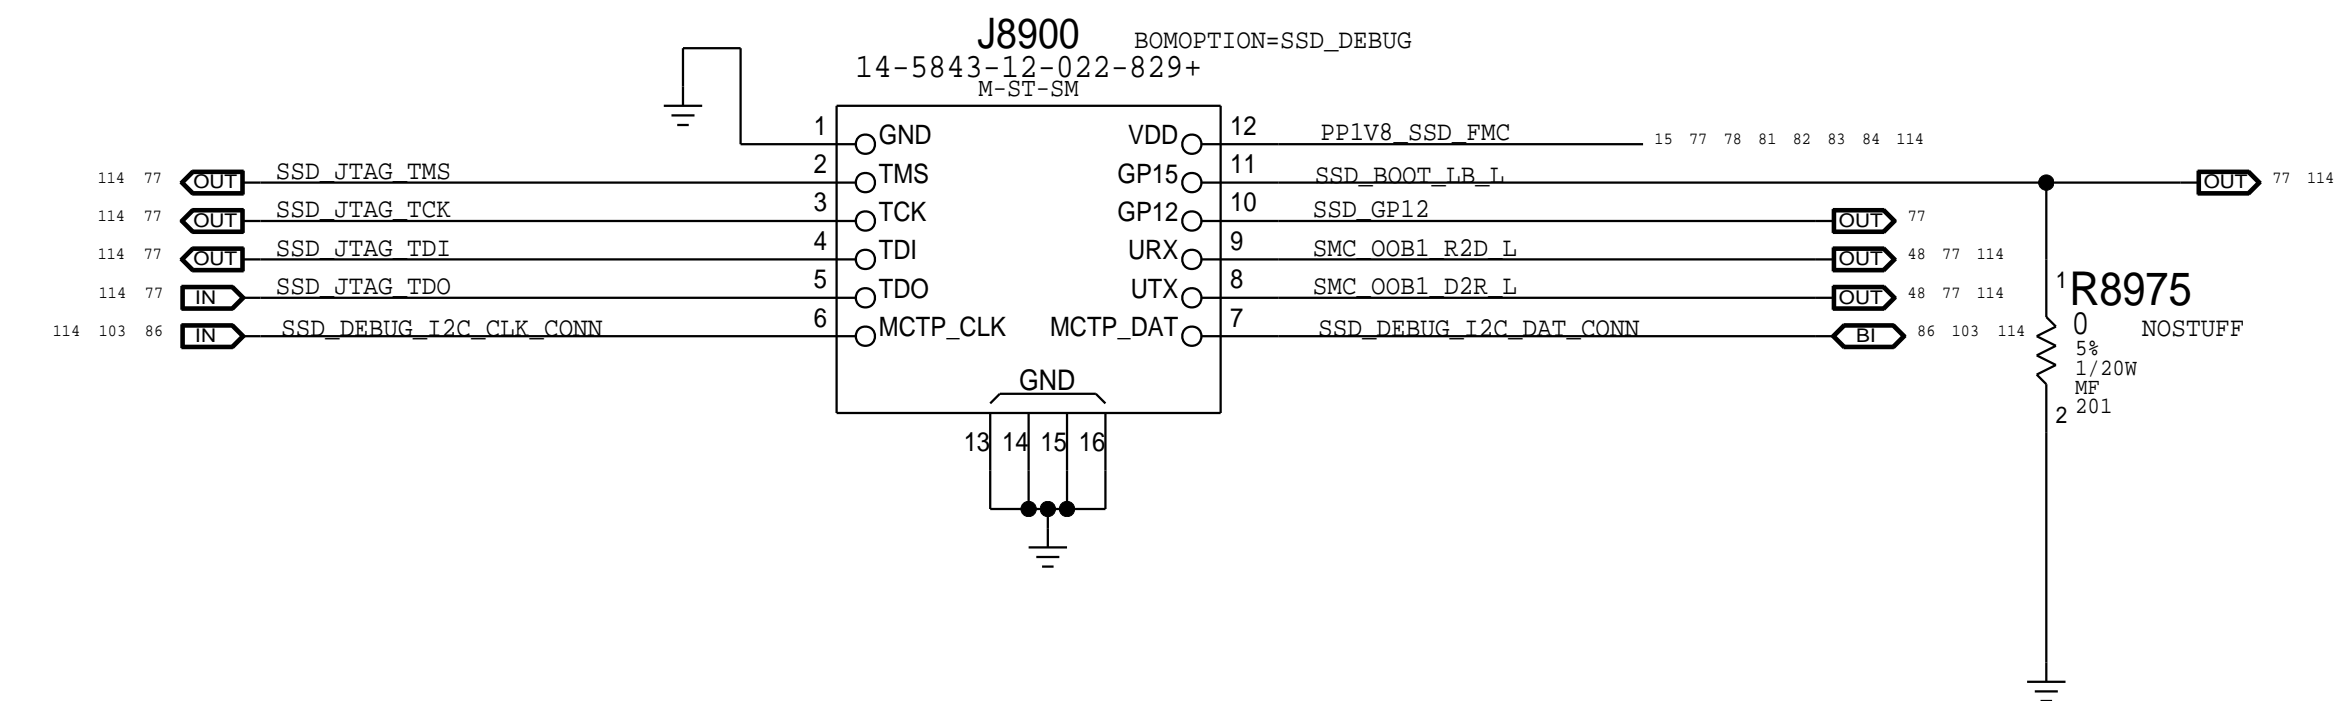 J8900 BOMOPTION=SSD_DEBUG
14-5843-12-022-829+
M-ST-SM
1 GND VDD 12 PP1V8_SSD_FMC 15 77 78 81 82 83 84 114
114 77 OUT SSD_JTAG_TMS 2 TMS GP15 11 SSD_BOOT_LB_L OUT 77 114
114 77 OUT SSD_JTAG_TCK 3 TCK GP12 10 SSD_GP12 OUT 77
114 77 OUT SSD_JTAG_TDI 4 TDI URX 9 SMC_OOB1_R2D_L OUT 48 77 114
114 77 IN SSD_JTAG_TDO 5 TDO UTX 8 SMC_OOB1_D2R_L OUT 48 77 114
114 103 86 IN SSD_DEBUG_I2C_CLK_CONN 6 MCTP_CLK MCTP_DAT 7 SSD_DEBUG_I2C_DAT_CONN BI 86 103 114
1 R8975
0 NOSTUFF
5%
1/20W
MF
201
2
GND
13 14 15 16